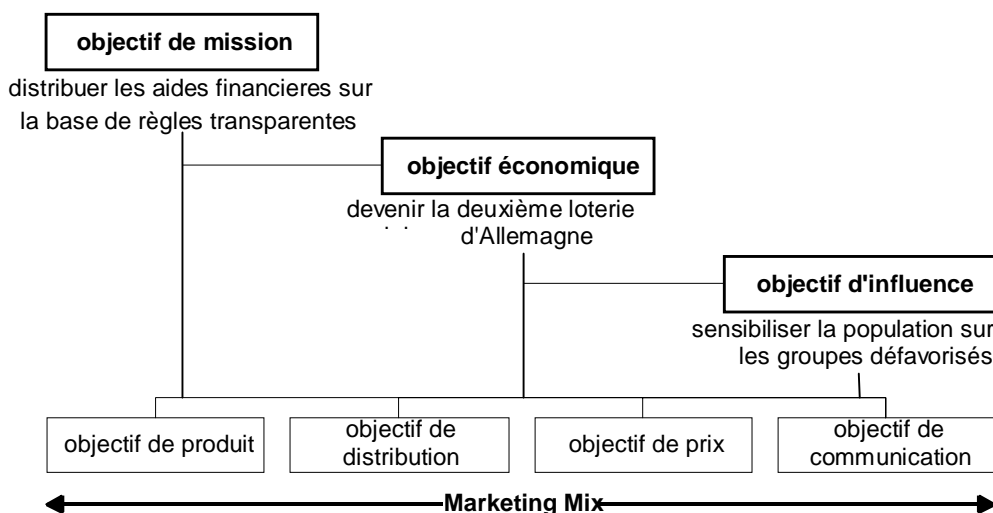 objectif de mission
distribuer les aides financieres sur
la base de règles transparentes
objectif économique
devenir la deuxième loterie
d'Allemagne
objectif d'influence
sensibiliser la population sur
les groupes défavorisés
objectif de produit
objectif de
distribution
objectif de prix
objectif de
communication
Marketing Mix